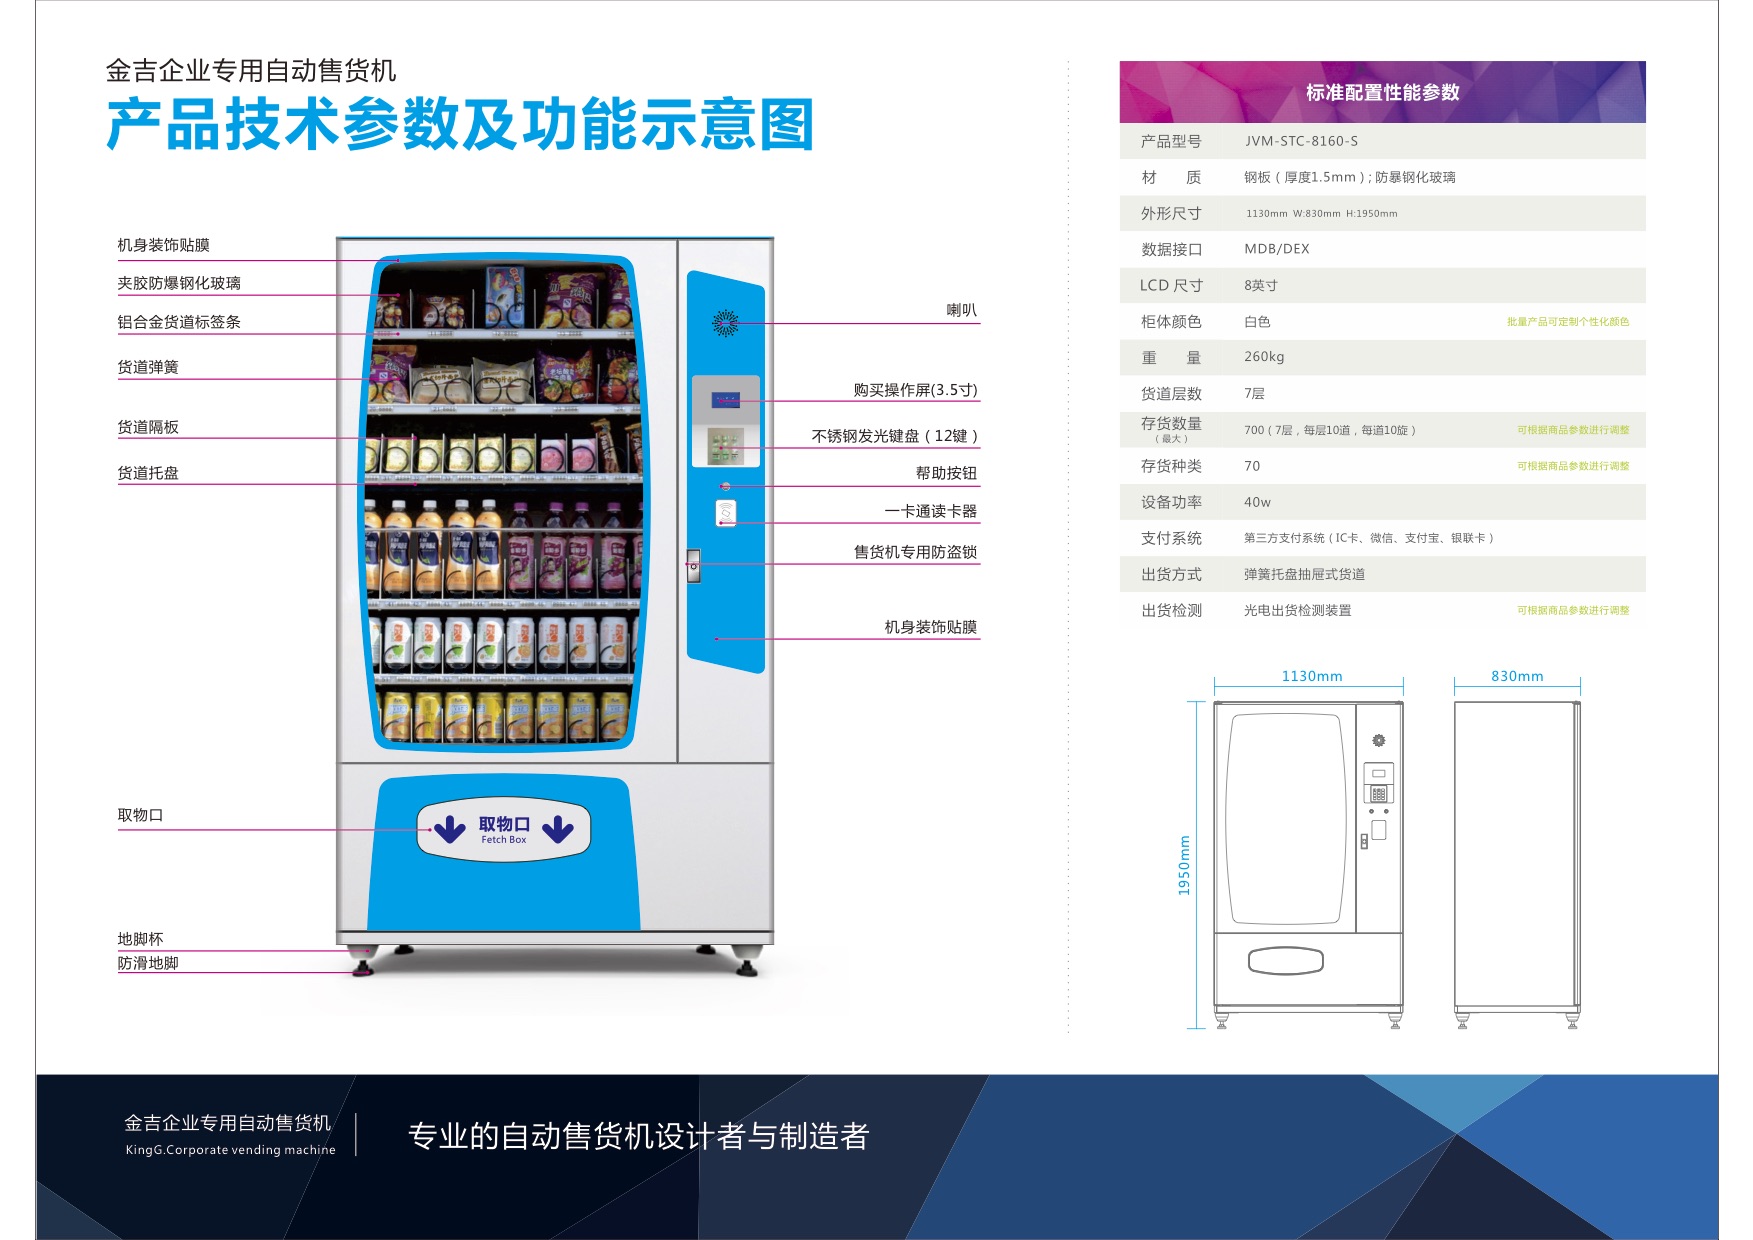 金吉企业专用自动售货机
产品技术参数及功能示意图
机身装饰贴膜
夹胶防爆钢化玻璃
铝合金货道标签条
货道弹簧
货道隔板
货道托盘
取物口
地脚杯
防滑地脚
喇叭
购买操作屏(3.5寸)
不锈钢发光键盘（12键）
帮助按钮
一卡通读卡器
售货机专用防盗锁
机身装饰贴膜
取物口
Fetch Box
标准配置性能参数
产品型号 JVM-STC-8160-S
材 质 钢板（厚度1.5mm）; 防暴钢化玻璃
外形尺寸 1130mm W:830mm H:1950mm
数据接口 MDB/DEX
LCD 尺寸 8英寸
柜体颜色 白色 批量产品可定制个性化颜色
重 量 260kg
货道层数 7层
存货数量 700（7层，每层10道，每道10旋） 可根据商品参数进行调整
（最大）
存货种类 70 可根据商品参数进行调整
设备功率 40w
支付系统 第三方支付系统（IC卡、微信、支付宝、银联卡）
出货方式 弹簧托盘抽屉式货道
出货检测 光电出货检测装置 可根据商品参数进行调整
1130mm
830mm
1950mm
金吉企业专用自动售货机
KingG.Corporate vending machine
专业的自动售货机设计者与制造者